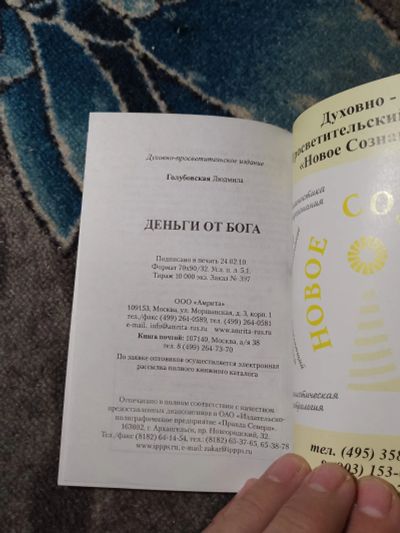 Духовно-просветительское издание
Голубовская Людмила
ДЕНЬГИ ОТ БОГА
Подписано в печать 24.02.10.
Формат 70х90/32. Усл. п. л. 5,1.
Тираж 10 000 экз. Заказ № 397
ООО «Амрита»
109153, Москва, ул. Моршанская, д. 3, корп. 1
тел./факс (499) 264-0589, тел. (499) 264-0581
e-mail: info@amrita-rus.ru, www.amrita-rus.ru
Книга почтой: 107140, Москва, а/я 38
тел. 8 (499) 264-73-70
По заявке оптовиков осуществляется электронная
рассылка полного книжного каталога
Отпечатано в полном соответствии с качеством
предоставленных диапозитивов в ОАО «Издательско-
полиграфическое предприятие «Правда Севера».
163002, г. Архангельск, пр. Новгородский, 32.
Тел./факс (8182) 64-14-54, тел. (8182) 65-37-65, 65-38-78
www.ippps.ru, e-mail: zakaz@ippps.ru
Духовно -
росветительский
«Новое Созна
НОВОЕ
СО
тел. (495) 358
153-